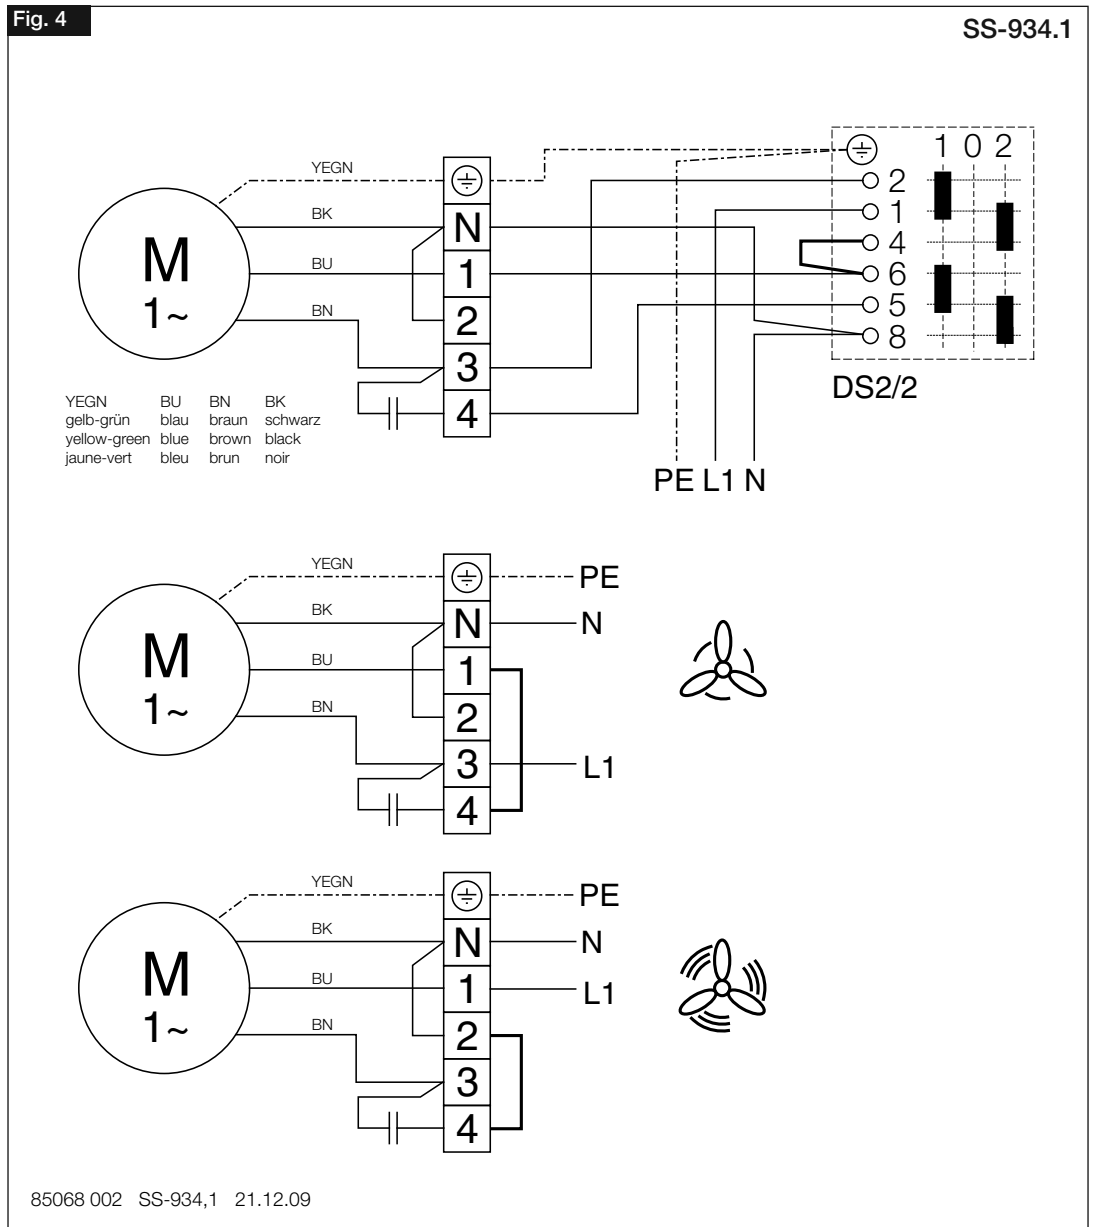 Fig. 4
SS-934.1
YEGN
BK
BU
BN
M
1~
N
1
2
3
4
1 0 2
2
1
4
6
5
8
DS2/2
PE L1 N
YEGN BU BN BK
gelb-grün blau braun schwarz
yellow-green blue brown black
jaune-vert bleu brun noir
YEGN
BK
BU
BN
M
1~
N
1
2
3
4
PE
N
L1
YEGN
BK
BU
BN
M
1~
N
1
2
3
4
PE
N
L1
85068 002 SS-934,1 21.12.09